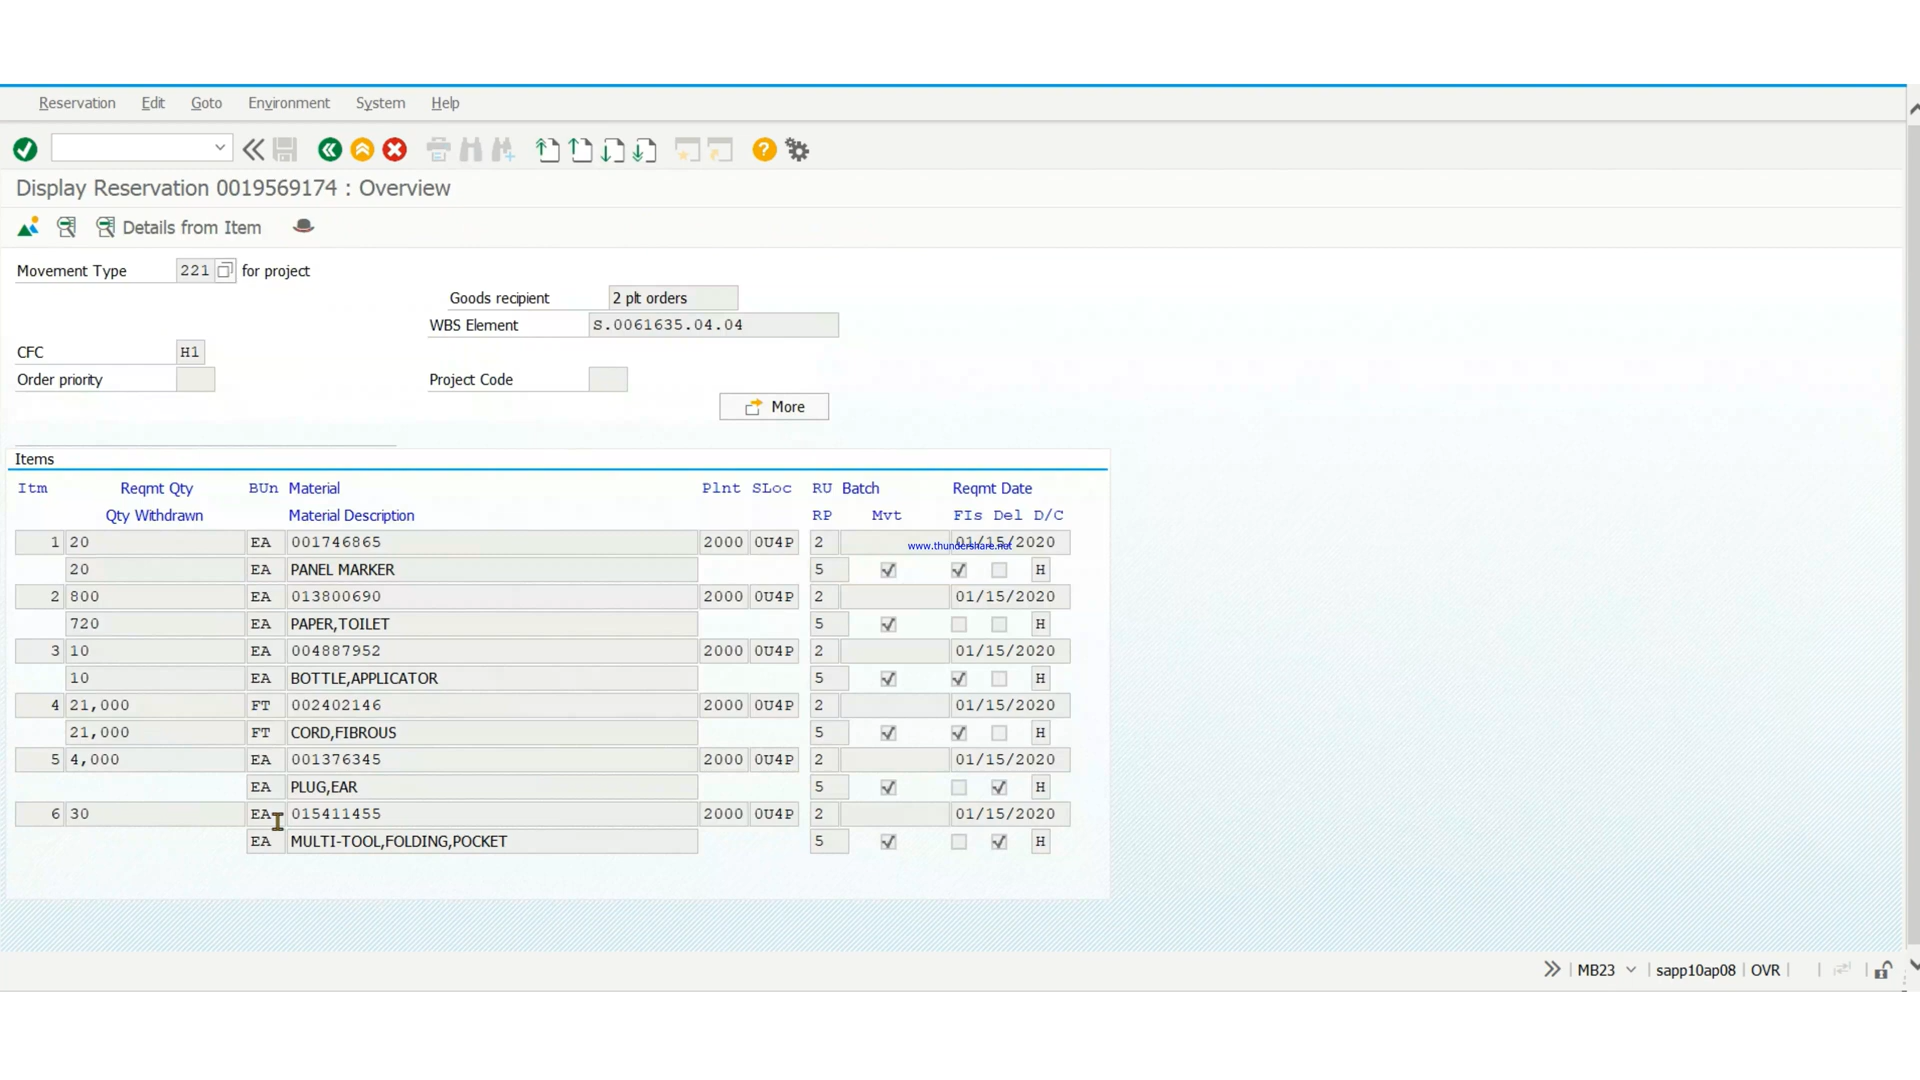 Reservation Edit Goto Environment System Help
Display Reservation 0019569174 : Overview
Details from Item
Movement Type 221 for project
Goods recipient 2 plt orders
WBS Element S.0061635.04.04
CFC H1
Order priority Project Code
More
Items
Itm Reqmt Qty BUn Material Plnt SLoc RU Batch Reqmt Date
Qty Withdrawn Material Description RP Mvt FIs Del D/C
1 20 EA 001746865 2000 0U4P 2 01/15/2020
www.thundershare.net
20 EA PANEL MARKER 5 H
2 800 EA 013800690 2000 0U4P 2 01/15/2020
720 EA PAPER,TOILET 5 H
3 10 EA 004887952 2000 0U4P 2 01/15/2020
10 EA BOTTLE,APPLICATOR 5 H
4 21,000 FT 002402146 2000 0U4P 2 01/15/2020
21,000 FT CORD,FIBROUS 5 H
5 4,000 EA 001376345 2000 0U4P 2 01/15/2020
EA PLUG,EAR 5 H
6 30 EA 015411455 2000 0U4P 2 01/15/2020
EA MULTI-TOOL,FOLDING,POCKET 5 H
MB23 sapp10ap08 OVR